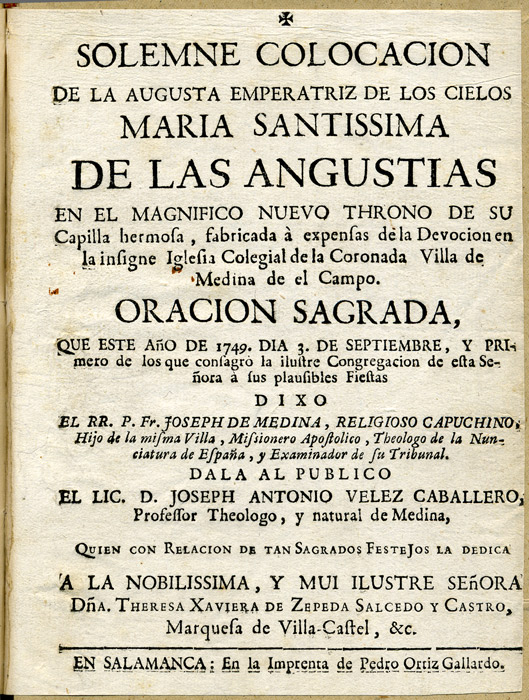 ✠
SOLEMNE COLOCACION
DE LA AUGUSTA EMPERATRIZ DE LOS CIELOS
MARIA SANTISSIMA
DE LAS ANGUSTIAS
EN EL MAGNIFICO NUEVO THRONO DE SU
Capilla hermoſa , fabricada à expenſas de la Devocion en
la inſigne Igleſia Colegial de la Coronada Villa de
Medina de el Campo.
ORACION SAGRADA,
QUE ESTE Año DE 1749. DIA 3. DE SEPTIEMBRE, Y PRI-
mero de los que conſagrò la iluſtre Congregacion de eſta Se-
ñora à ſus plauſibles Fieſtas
DIXO
EL RR. P. Fr. JOSEPH DE MEDINA, RELIGIOSO CAPUCHINO,
Hijo de la miſma Villa , Miſſionero Apoſtolico , Theologo de la Nun-
ciatura de Eſpaña , y Examinador de ſu Tribunal.
DALA AL PUBLICO
EL LIC. D. JOSEPH ANTONIO VELEZ CABALLERO,
Profeſſor Theologo, y natural de Medina,
QUIEN CON RELACION DE TAN SAGRADOS FESTEJOS LA DEDICA
A LA NOBILISSIMA, Y MUI ILUSTRE SEñORA
Dña. THERESA XAVIERA DE ZEPEDA SALCEDO Y CASTRO,
Marqueſa de Villa-Caſtel , &c.
EN SALAMANCA: En la Imprenta de Pedro Ortiz Gallardo.